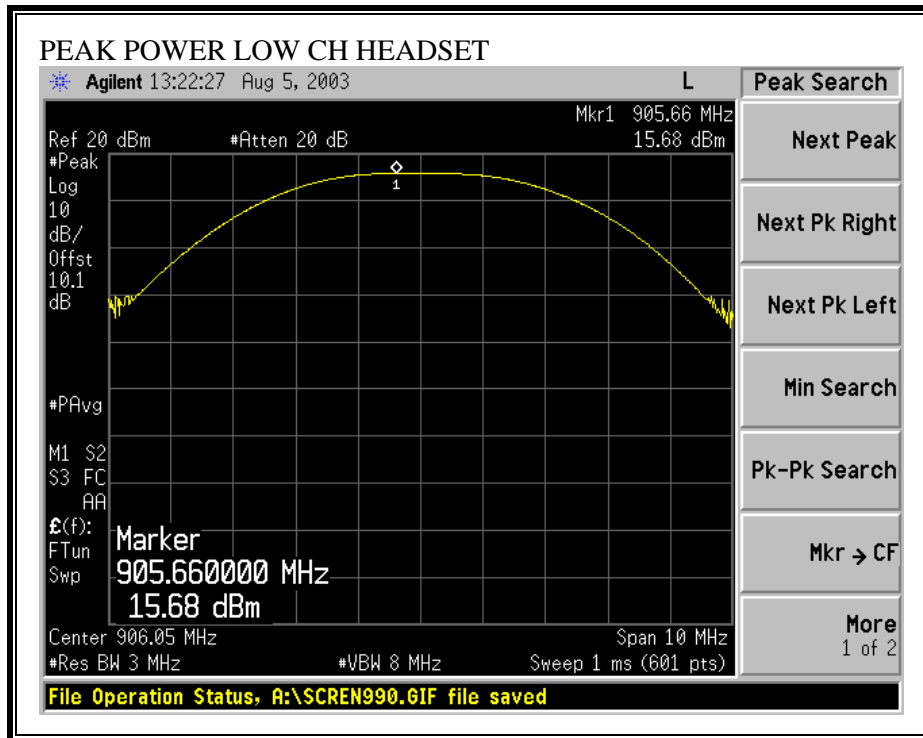 PEAK POWER LOW CH HEADSET
Agilent 13:22:27 Aug 5, 2003 L
Peak Search
Mkr1 905.66 MHz
Ref 20 dBm #Atten 20 dB 15.68 dBm
#Peak
Log
10
dB/
Offst
10.1
dB
1
#PAvg
M1 S2
S3 FC
AA
£(f):
FTun
Swp
Marker
905.660000 MHz
15.68 dBm
Center 906.05 MHz Span 10 MHz
#Res BW 3 MHz #VBW 8 MHz Sweep 1 ms (601 pts)
Next Peak
Next Pk Right
Next Pk Left
Min Search
Pk-Pk Search
Mkr → CF
More
1 of 2
File Operation Status, A:\SCREN990.GIF file saved